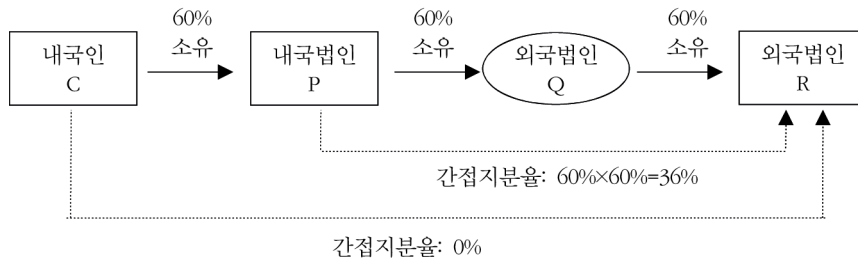 60%
소유
60%
소유
60%
소유
내국인
C
내국법인
P
외국법인
Q
외국법인
R
간접지분율: 60%×60%=36%
간접지분율: 0%